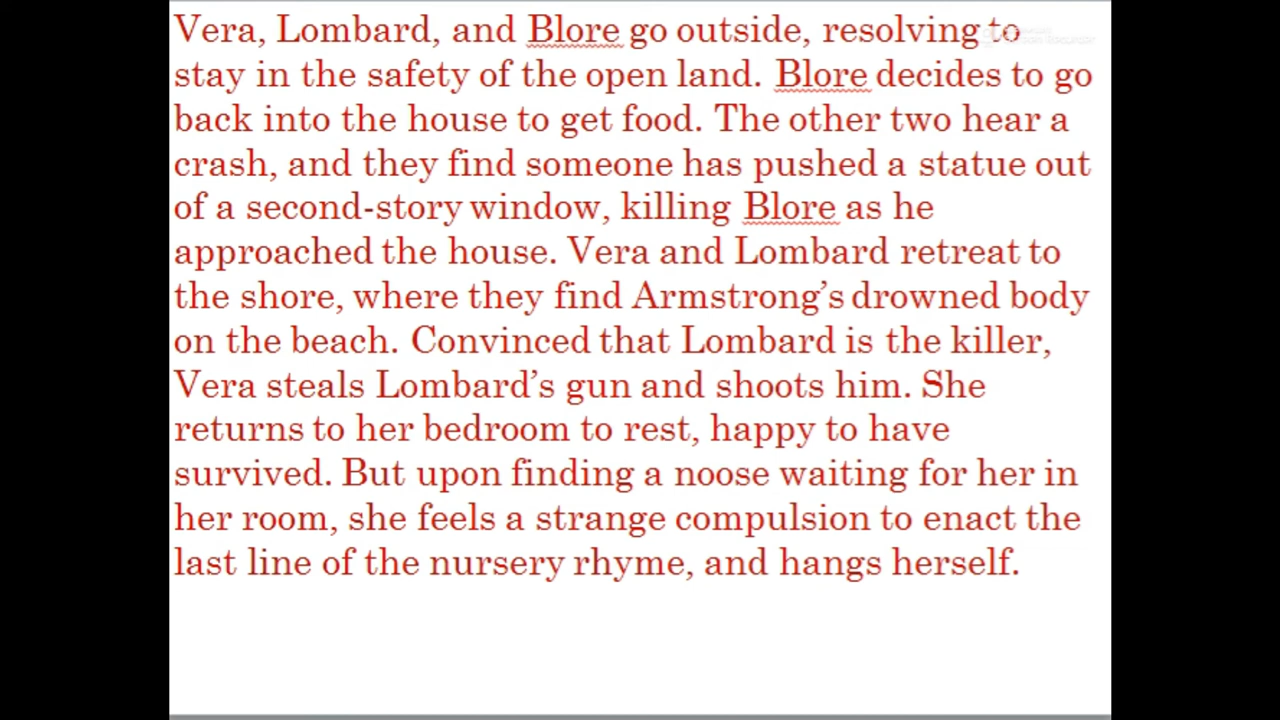 Vera, Lombard, and Blore go outside, resolving to
stay in the safety of the open land. Blore decides to go
back into the house to get food. The other two hear a
crash, and they find someone has pushed a statue out
of a second-story window, killing Blore as he
approached the house. Vera and Lombard retreat to
the shore, where they find Armstrong’s drowned body
on the beach. Convinced that Lombard is the killer,
Vera steals Lombard’s gun and shoots him. She
returns to her bedroom to rest, happy to have
survived. But upon finding a noose waiting for her in
her room, she feels a strange compulsion to enact the
last line of the nursery rhyme, and hangs herself.